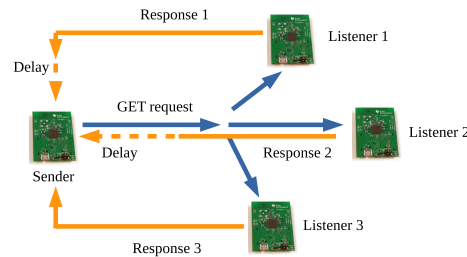 Response 1
Listener 1
Delay
GET request
Listener 2
Delay
Response 2
Sender
Listener 3
Response 3